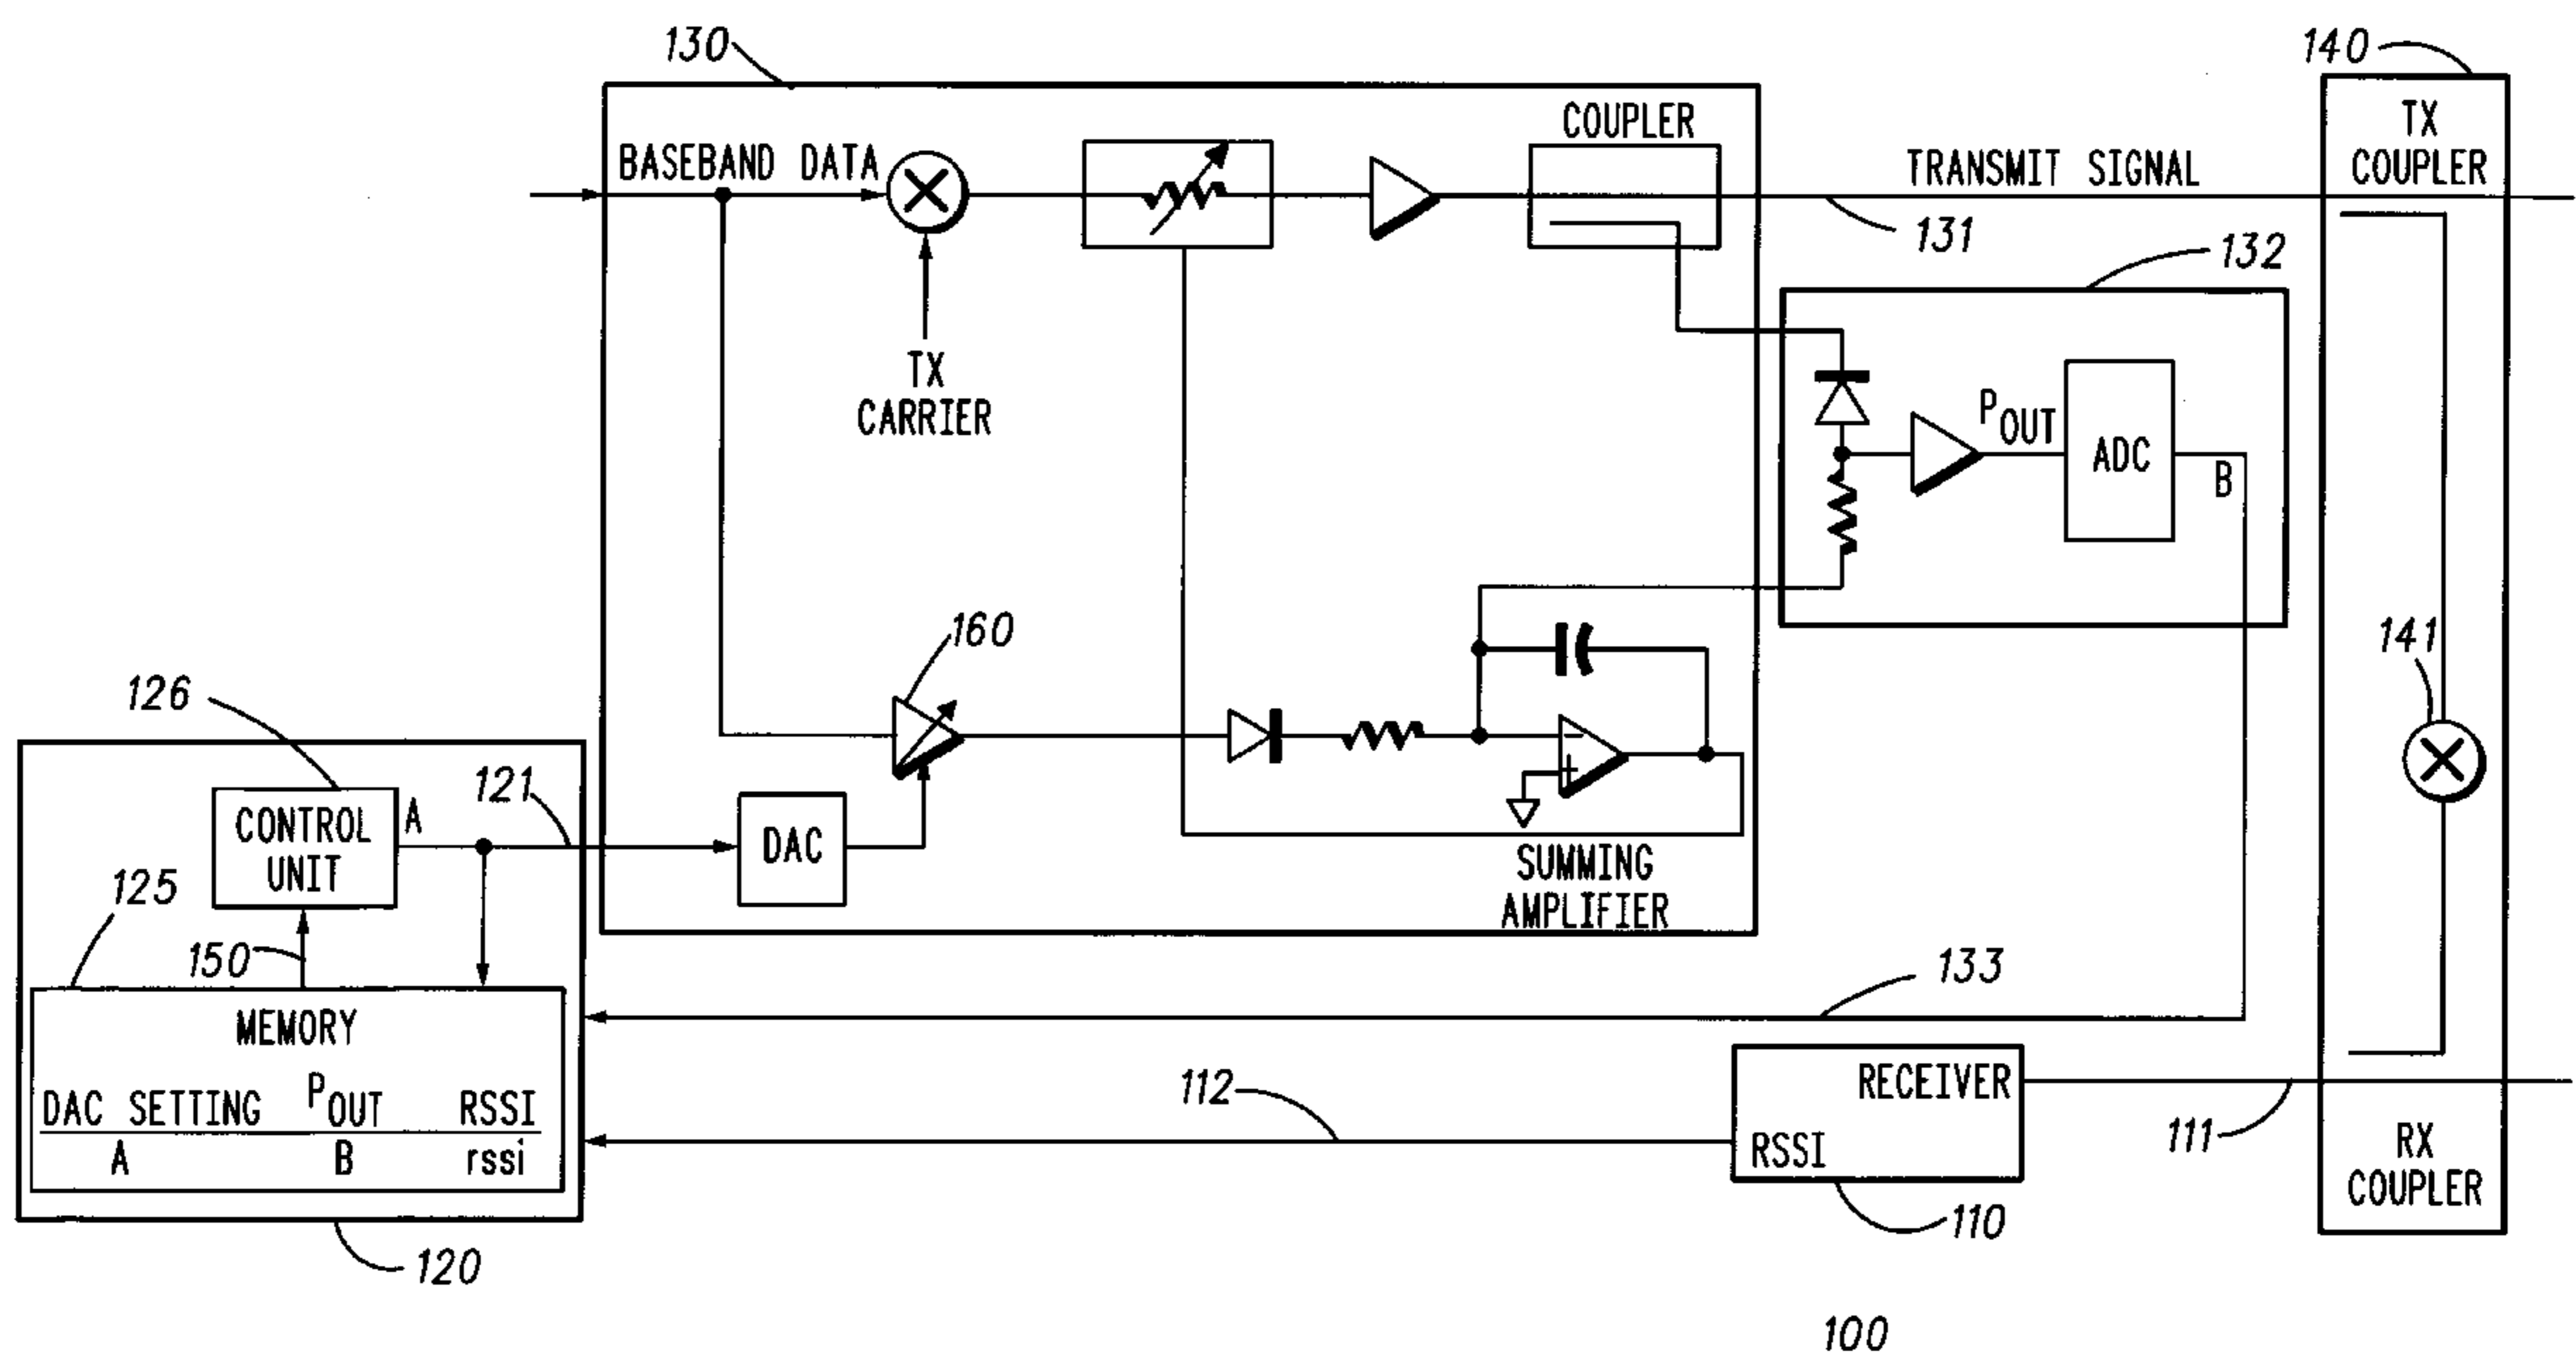 130
140
COUPLER
TX
COUPLER
BASEBAND DATA
TRANSMIT SIGNAL
131
132
TX
CARRIER
POUT
ADC
B
160
141
126
121
CONTROL
UNIT
A
DAC
−
+
SUMMING
AMPLIFIER
125
150
133
MEMORY
DAC SETTING POUT RSSI
A B rssi
112
RECEIVER
RSSI
111
RX
COUPLER
110
120
100